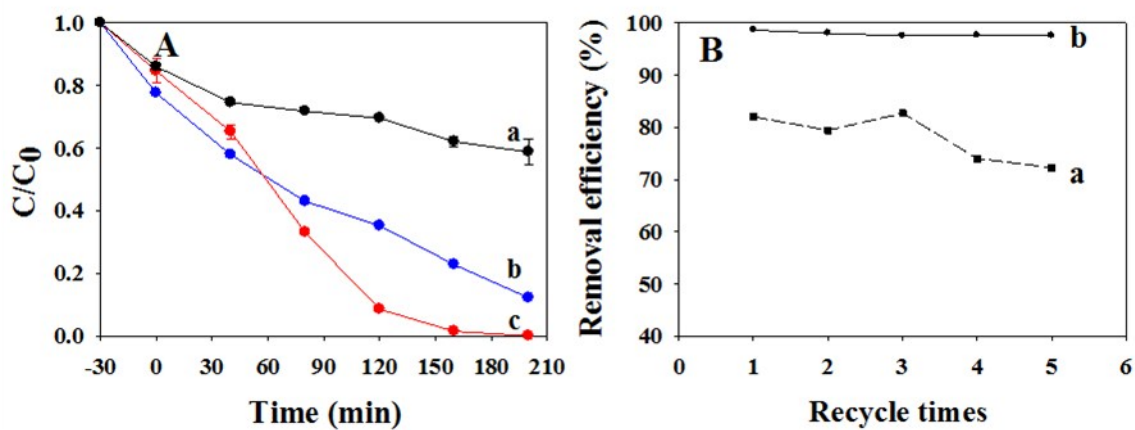 A
C/C0
1.0
0.8
0.6
0.4
0.2
0.0
a
b
c
-30 0 30 60 90 120 150 180 210
Time (min)
B
Removal efficiency (%)
100
90
80
70
60
50
40
b
a
0 1 2 3 4 5 6
Recycle times